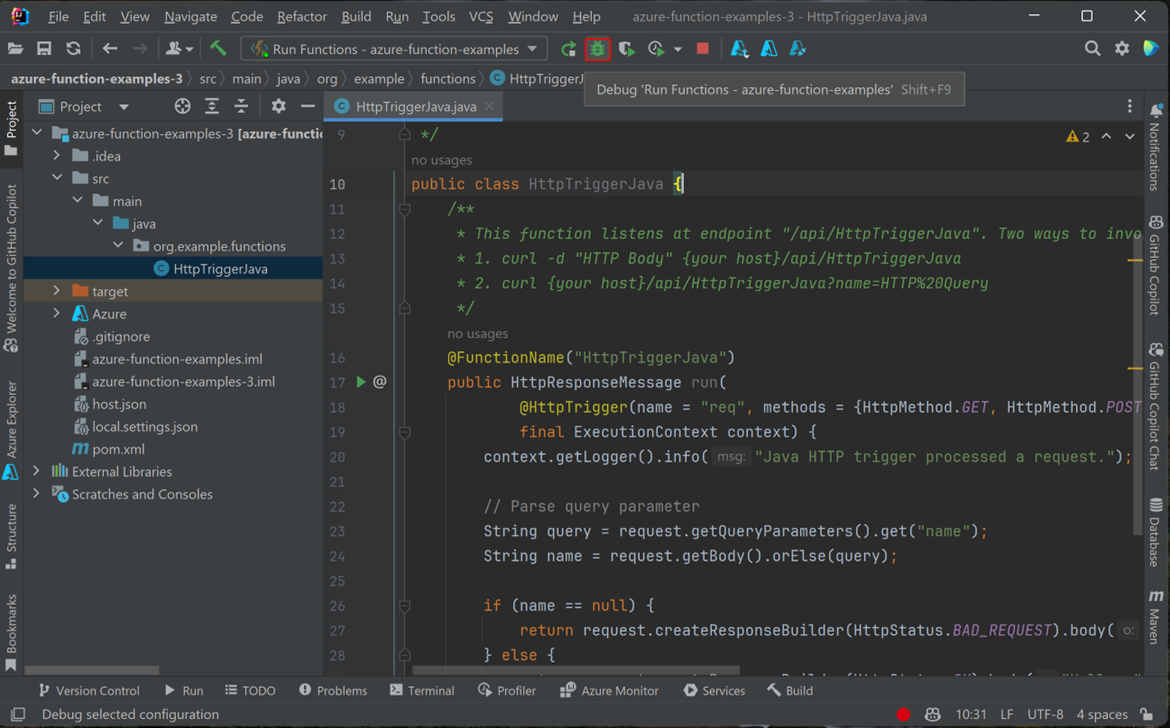 File Edit View Navigate Code Refactor Build Run Tools VCS Window Help azure-function-examples-3 - HttpTriggerJava.java
Run Functions - azure-function-examples
azure-function-examples-3 src main java org example functions HttpTriggerJ
Debug 'Run Functions - azure-function-examples' Shift+F9
Project
Welcome to GitHub Copilot
Azure Explorer
Structure
Bookmarks
Project
azure-function-examples-3 [azure-functio
.idea
src
main
java
org.example.functions
HttpTriggerJava
target
Azure
.gitignore
azure-function-examples.iml
azure-function-examples-3.iml
host.json
local.settings.json
pom.xml
External Libraries
Scratches and Consoles
HttpTriggerJava.java
2
9 */
no usages
10 public class HttpTriggerJava {
11 /**
12 * This function listens at endpoint "/api/HttpTriggerJava". Two ways to invo
13 * 1. curl -d "HTTP Body" {your host}/api/HttpTriggerJava
14 * 2. curl {your host}/api/HttpTriggerJava?name=HTTP%20Query
15 */
no usages
16 @FunctionName("HttpTriggerJava")
17 @ public HttpResponseMessage run(
18 @HttpTrigger(name = "req", methods = {HttpMethod.GET, HttpMethod.POST
19 final ExecutionContext context) {
20 context.getLogger().info( msg: "Java HTTP trigger processed a request.");
21
22 // Parse query parameter
23 String query = request.getQueryParameters().get("name");
24 String name = request.getBody().orElse(query);
25
26 if (name == null) {
27 return request.createResponseBuilder(HttpStatus.BAD_REQUEST).body( o:
28 } else {
Notifications
GitHub Copilot
GitHub Copilot Chat
Database
m Maven
Version Control Run TODO Problems Terminal Profiler Azure Monitor Services Build
Debug selected configuration 10:31 LF UTF-8 4 spaces